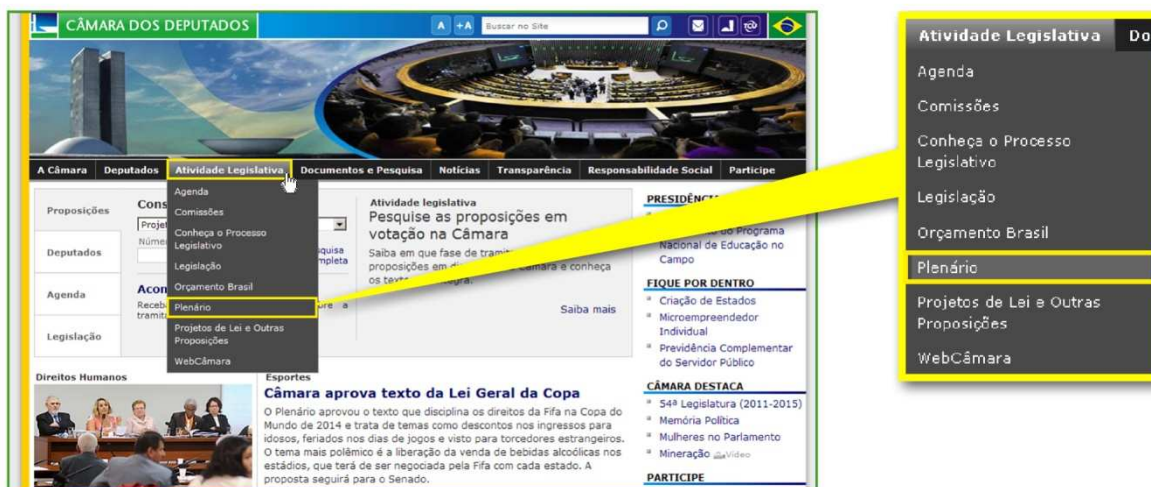 CÂMARA DOS DEPUTADOS
A +A Buscar no Site
A Câmara Deputados Atividade Legislativa Documentos e Pesquisa Notícias Transparência Responsabilidade Social Participe
Agenda
Comissões
Conheça o Processo
Legislativo
Legislação
Orçamento Brasil
Plenário
Projetos de Lei e Outras
Proposições
WebCâmara
Proposições
Deputados
Agenda
Legislação
Atividade legislativa
Pesquise as proposições em
votação na Câmara
Saiba em que fase de
proposições em
Saiba mais
Nacional de Educação no
Campo
FIQUE POR DENTRO
Criação de Estados
Microempreendedor
Individual
Previdência Complementar
do Servidor Público
CÂMARA DESTACA
54ª Legislatura (2011-2015)
Memória Política
Mulheres no Parlamento
Mineração Vídeo
PARTICIPE
Direitos Humanos
Esportes
Câmara aprova texto da Lei Geral da Copa
O Plenário aprovou o texto que disciplina os direitos da Fifa na Copa do
Mundo de 2014 e trata de temas como descontos nos ingressos para
idosos, feriados nos dias de jogos e visto para torcedores estrangeiros.
O tema mais polêmico é a liberação da venda de bebidas alcoólicas nos
estádios, que terá de ser negociada pela Fifa com cada estado. A
proposta seguirá para o Senado.
Atividade Legislativa Do
Agenda
Comissões
Conheça o Processo
Legislativo
Legislação
Orçamento Brasil
Plenário
Projetos de Lei e Outras
Proposições
WebCâmara